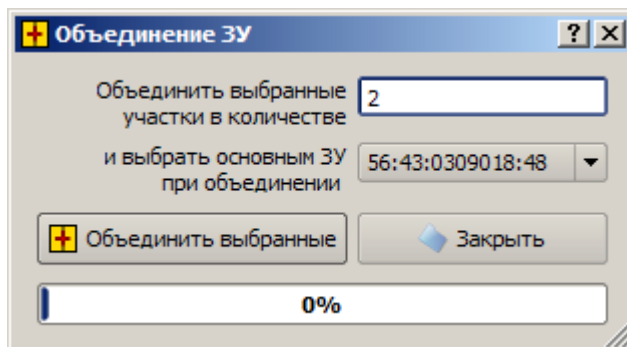 Объединение ЗУ
Объединить выбранные
участки в количестве
2
и выбрать основным ЗУ
при объединении
56:43:0309018:48
Объединить выбранные
Закрыть
0%